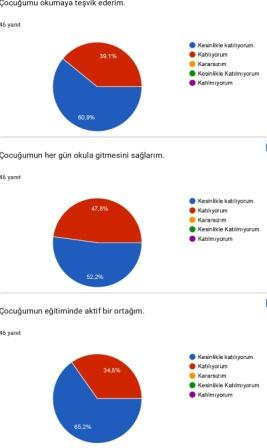 Çocuğumu okumaya teşvik ederim.
46 yanıt
Kesinlikle katılıyorum.
Katılıyorum
Kararsızım
Kesinlikle Katılmıyorum
Katılmıyorum
39,1%
60,9%
Çocuğumun her gün okula gitmesini sağlarım.
46 yanıt
Kesinlikle katılıyorum.
Katılıyorum
Kararsızım
Kesinlikle Katılmıyorum
Katılmıyorum
47,8%
52,2%
Çocuğumun eğitiminde aktif bir ortağım.
46 yanıt
Kesinlikle katılıyorum.
Katılıyorum
Kararsızım
Kesinlikle Katılmıyorum
Katılmıyorum
34,8%
65,2%